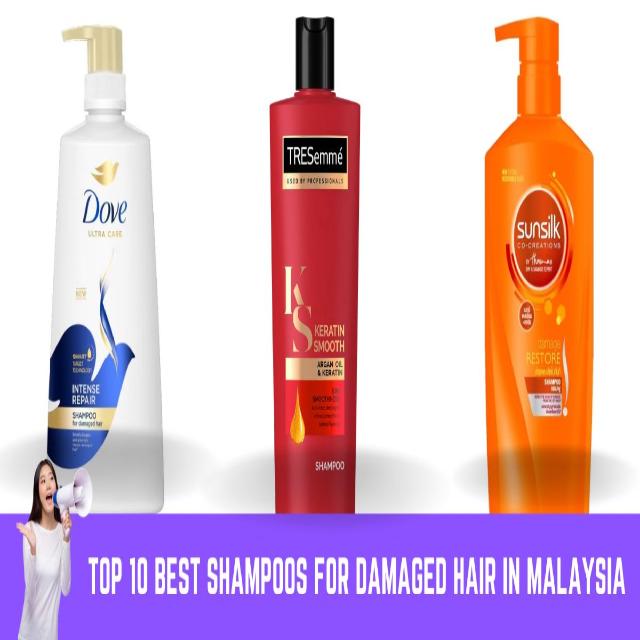 Dove
ULTRA CARE
NEW
INTENSE
REPAIR
SHAMPOO
for damaged hair
TRESemmé
USED BY PROFESSIONALS
KS
KERATIN
SMOOTH
ARGAN OIL
& KERATIN
SHAMPOO
sunsilk
CO-CREATIONS
damage
RESTORE
SHAMPOO
TOP 10 BEST SHAMPOOS FOR DAMAGED HAIR IN MALAYSIA